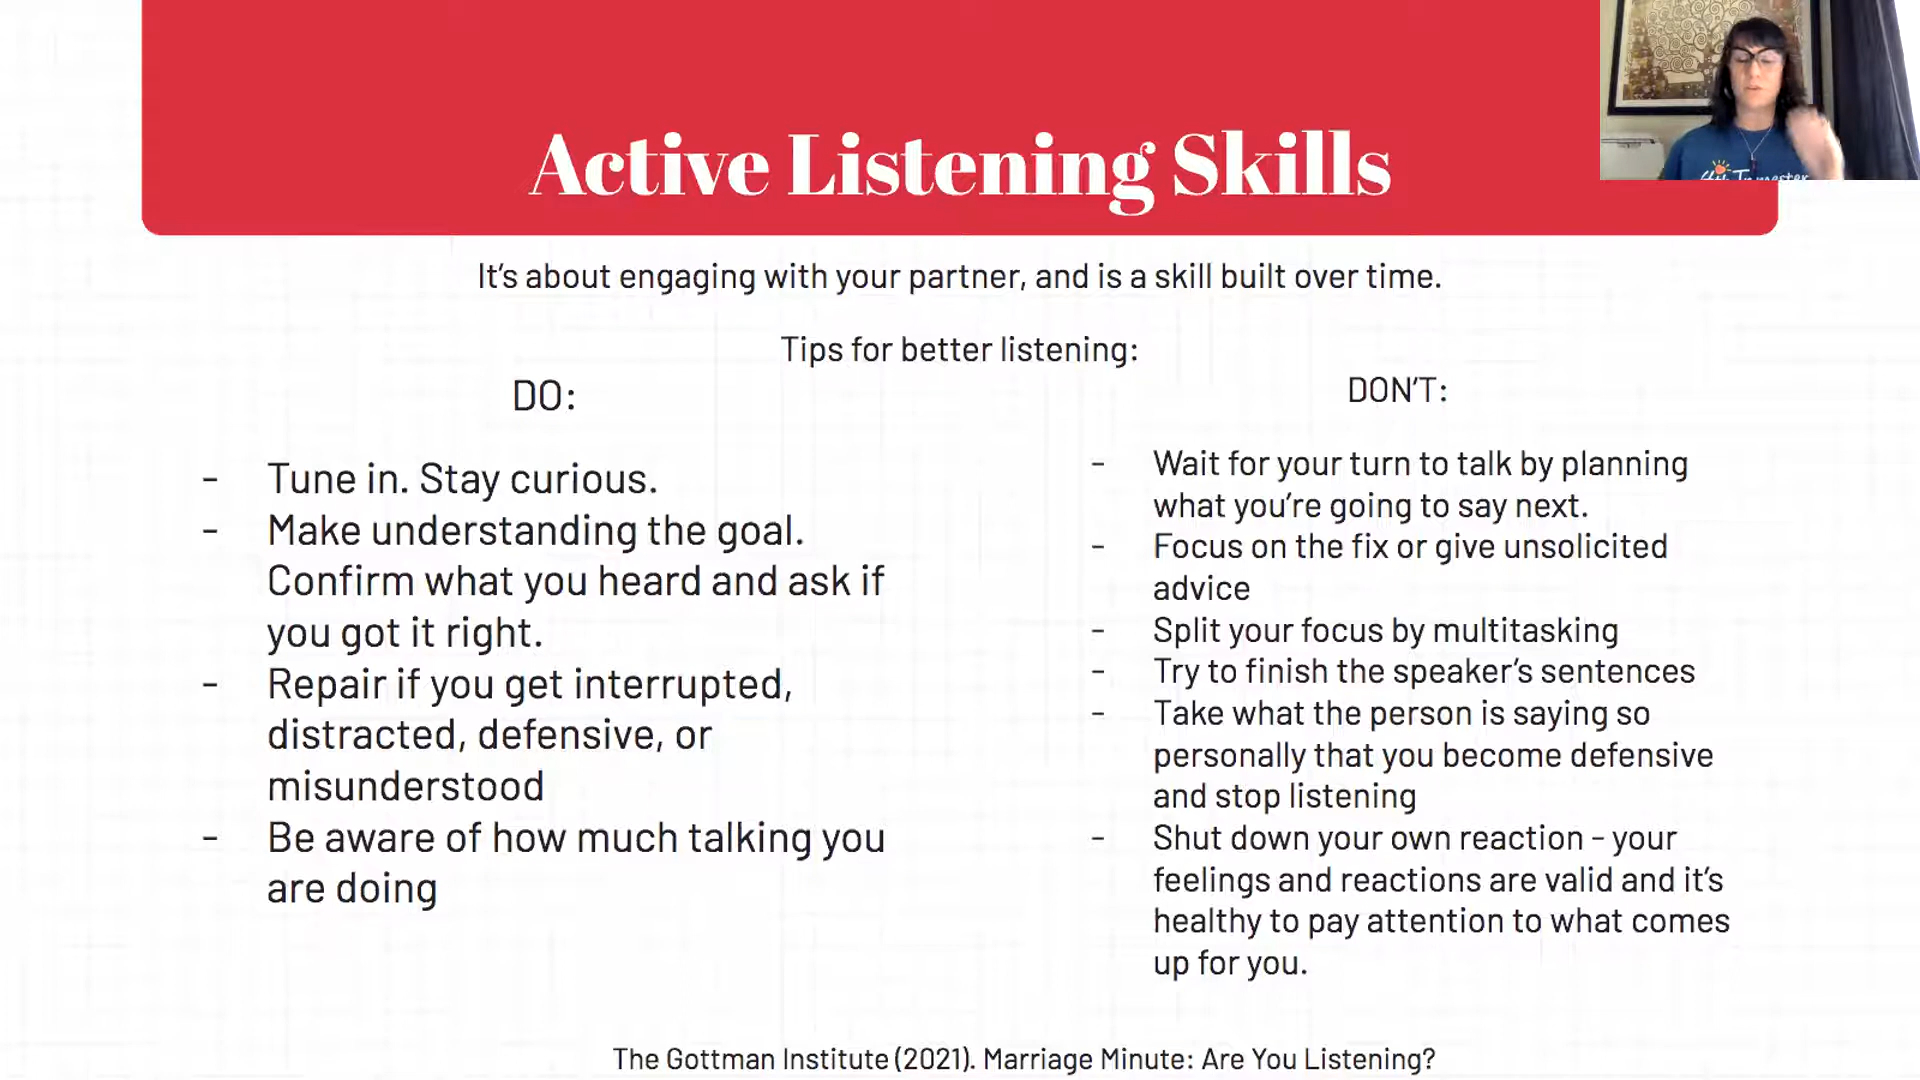 Active Listening Skills
It's about engaging with your partner, and is a skill built over time.
Tips for better listening:
DO:
- Tune in. Stay curious.
- Make understanding the goal.
Confirm what you heard and ask if
you got it right.
- Repair if you get interrupted,
distracted, defensive, or
misunderstood
- Be aware of how much talking you
are doing
DON'T:
- Wait for your turn to talk by planning
what you're going to say next.
- Focus on the fix or give unsolicited
advice
- Split your focus by multitasking
- Try to finish the speaker's sentences
- Take what the person is saying so
personally that you become defensive
and stop listening
- Shut down your own reaction - your
feelings and reactions are valid and it's
healthy to pay attention to what comes
up for you.
The Gottman Institute (2021). Marriage Minute: Are You Listening?